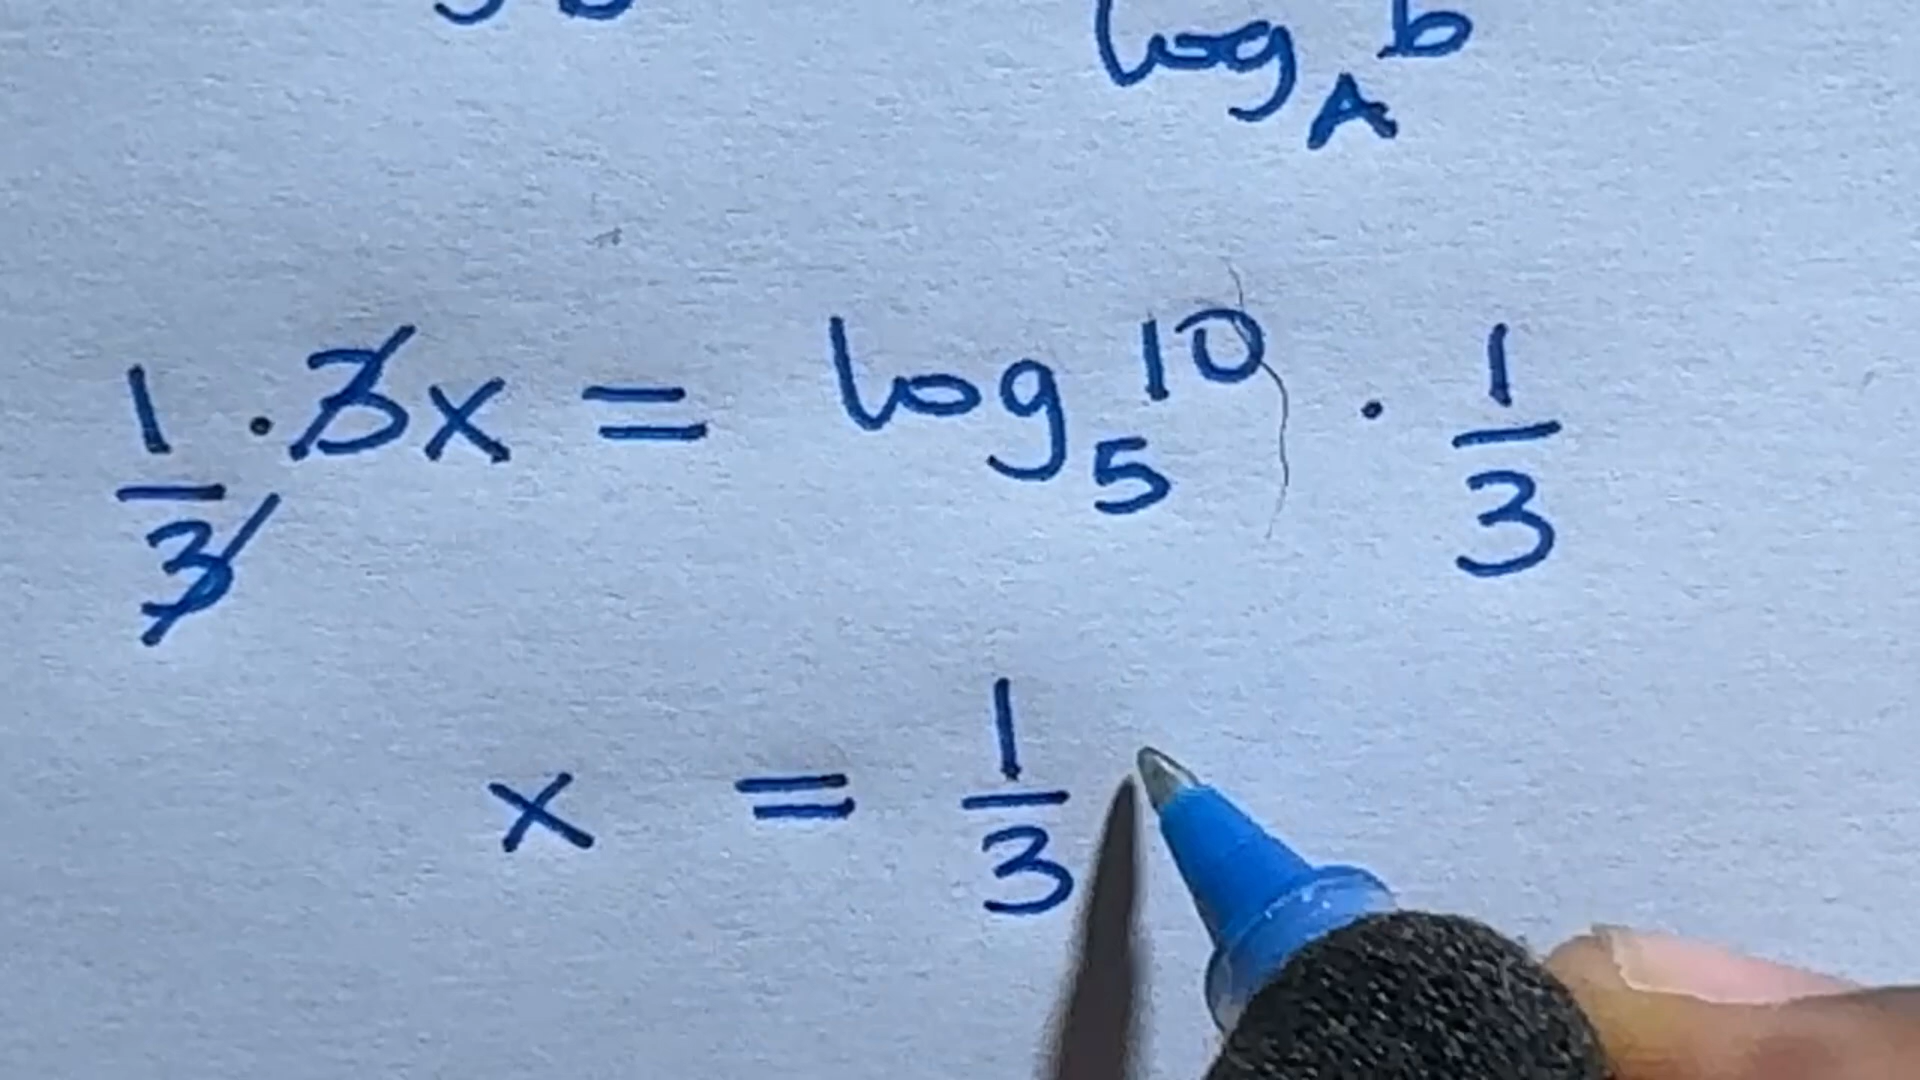 log_A b
1/3 · 3x = log_5 10 · 1/3
x = 1/3